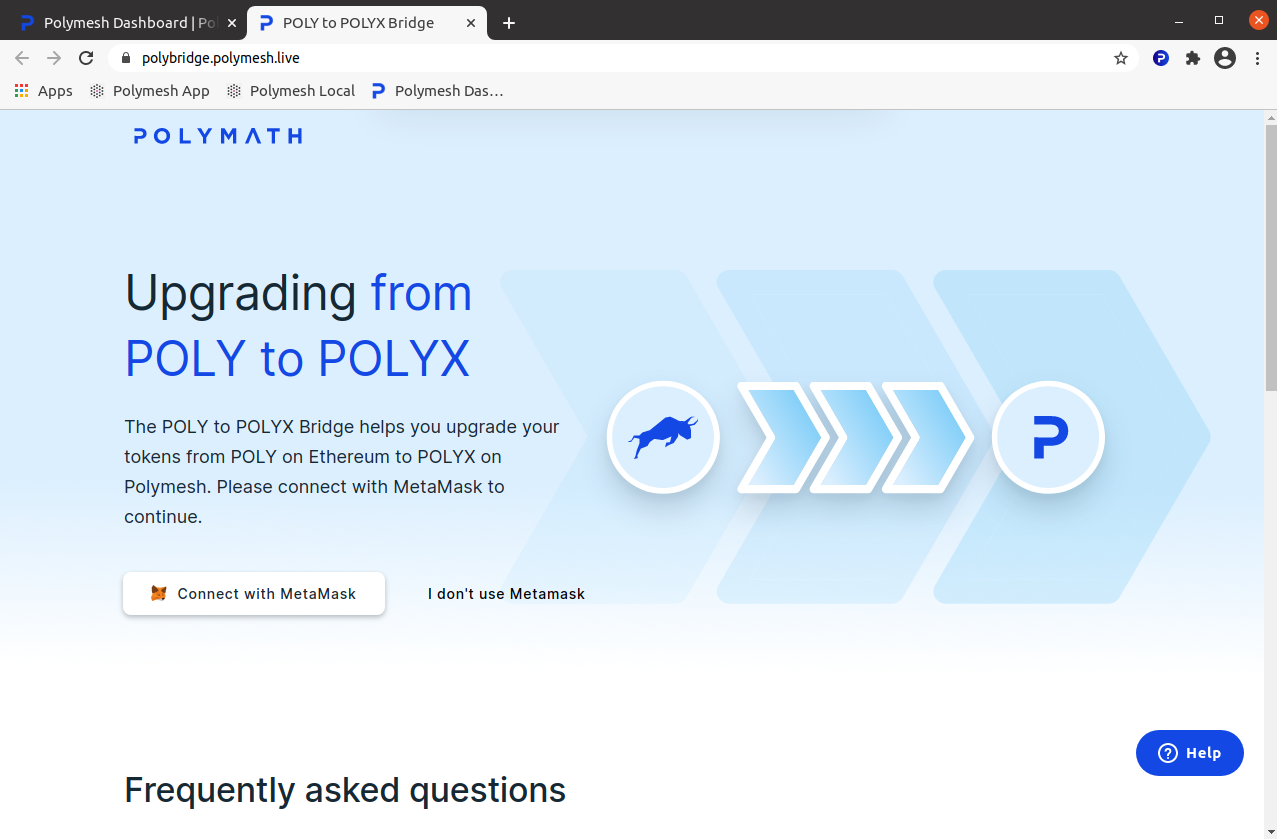 Polymesh Dashboard | Po
POLY to POLYX Bridge
polybridge.polymesh.live
Apps
Polymesh App
Polymesh Local
Polymesh Das…
POLYMATH
Upgrading from
POLY to POLYX
The POLY to POLYX Bridge helps you upgrade your
tokens from POLY on Ethereum to POLYX on
Polymesh. Please connect with MetaMask to
continue.
Connect with MetaMask
I don't use Metamask
Help
Frequently asked questions